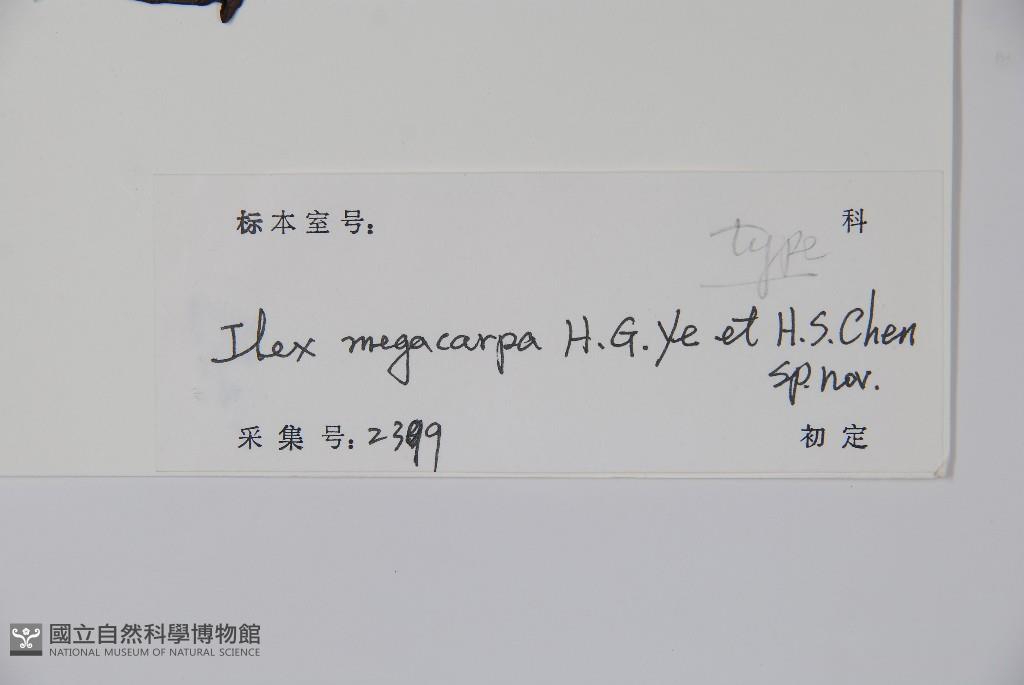 标本室号: 科
type
Ilex megacarpa H.G.Ye et H.S.Chen
sp.nov.
采集号: 2399 初定
國立自然科學博物館
NATIONAL MUSEUM OF NATURAL SCIENCE